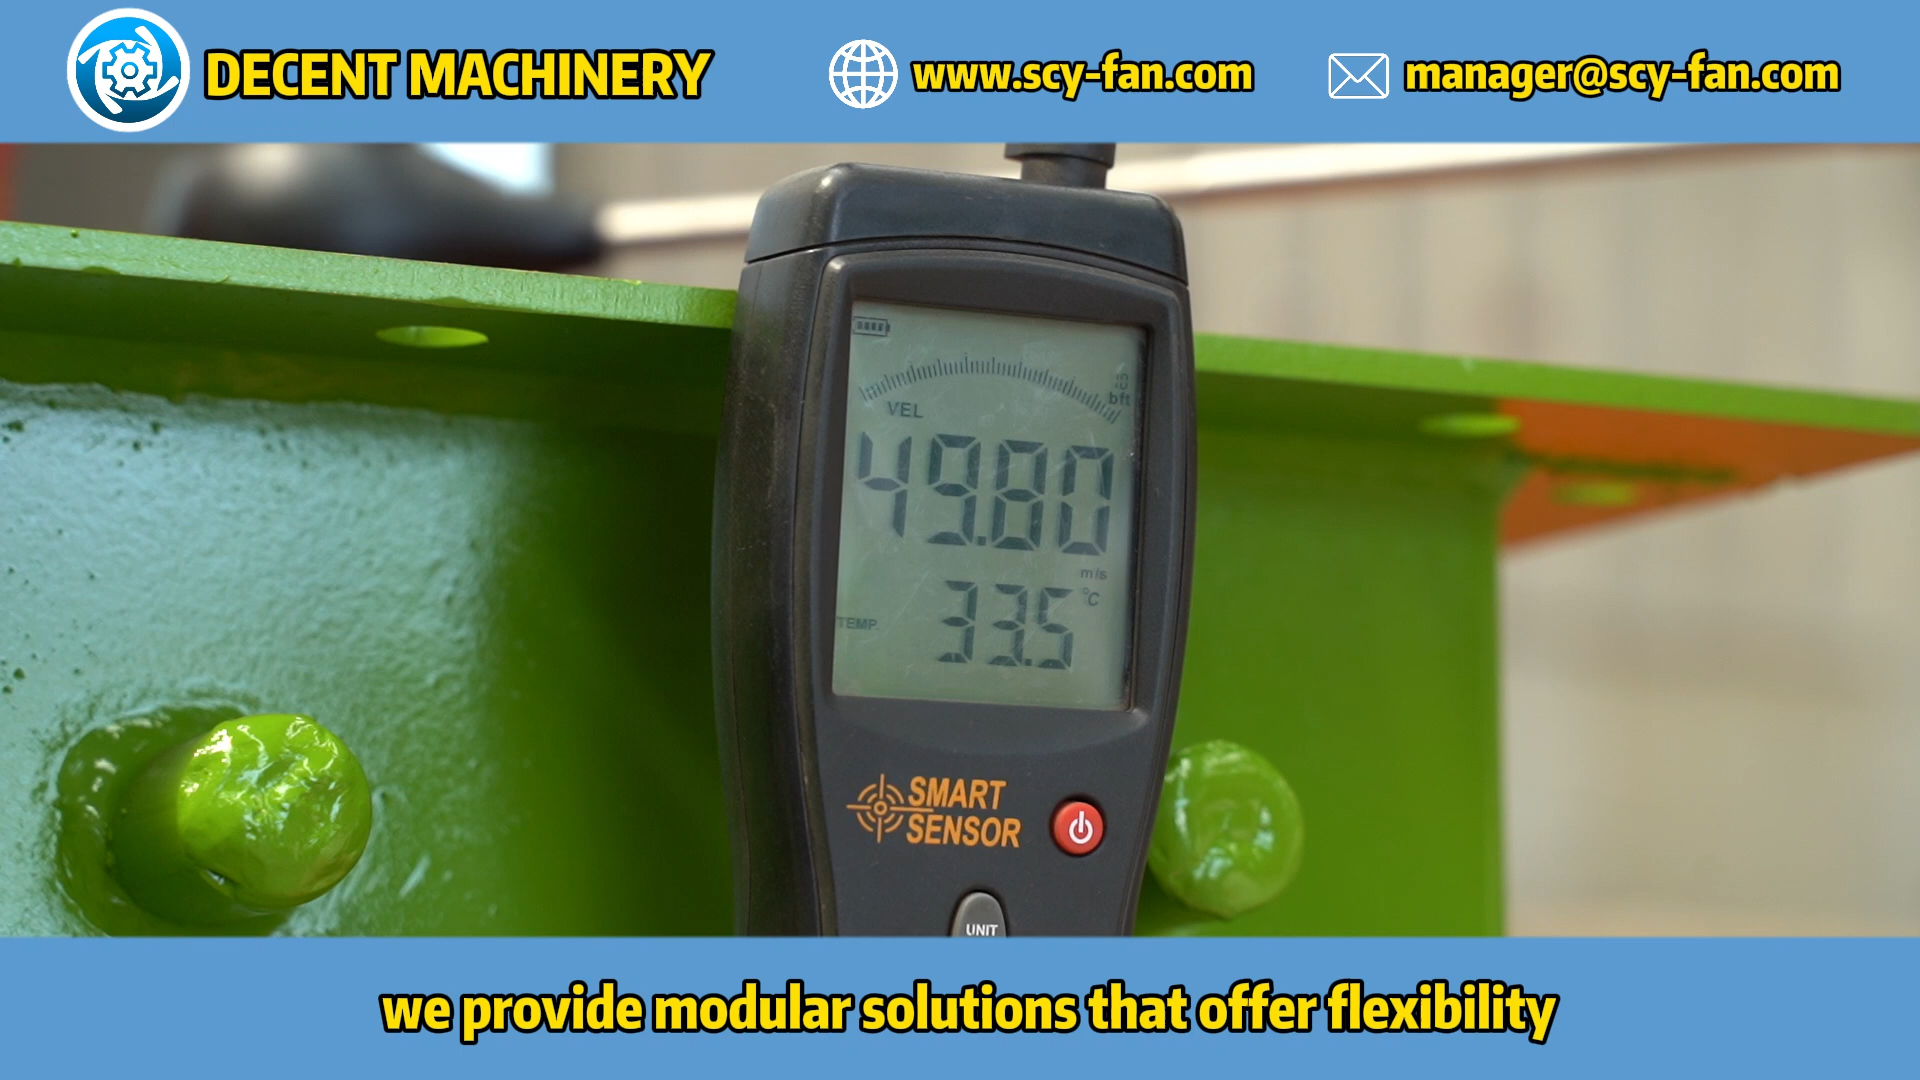 DECENT MACHINERY
www.scy-fan.com
manager@scy-fan.com
bft
VEL
49.80
m/s
33.5
°C
TEMP.
SMART
SENSOR
UNIT
we provide modular solutions that offer flexibility